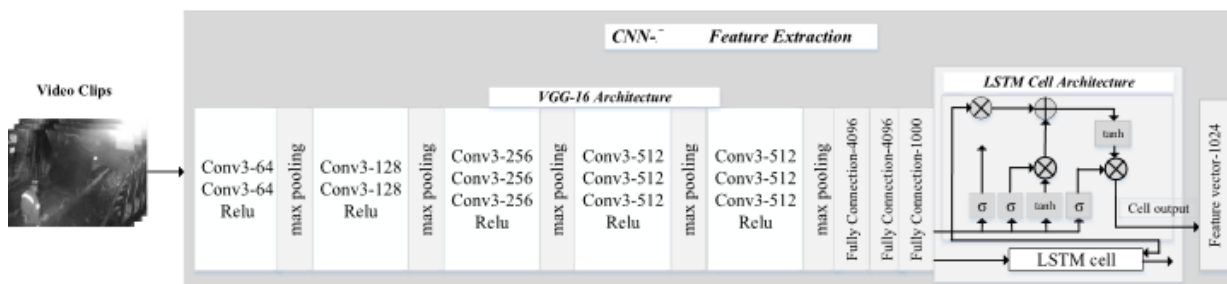 CNN- Feature Extraction
Video Clips
VGG-16 Architecture
Conv3-64
Conv3-64
Relu
max pooling
Conv3-128
Conv3-128
Relu
max pooling
Conv3-256
Conv3-256
Conv3-256
Relu
max pooling
Conv3-512
Conv3-512
Conv3-512
Relu
max pooling
Conv3-512
Conv3-512
Conv3-512
Relu
max pooling
Fully Connection-4096
Fully Connection-4096
Fully Connection-1000
LSTM Cell Architecture
tanh
σ
σ
tanh
σ
Cell output
LSTM cell
Feature vector-1024